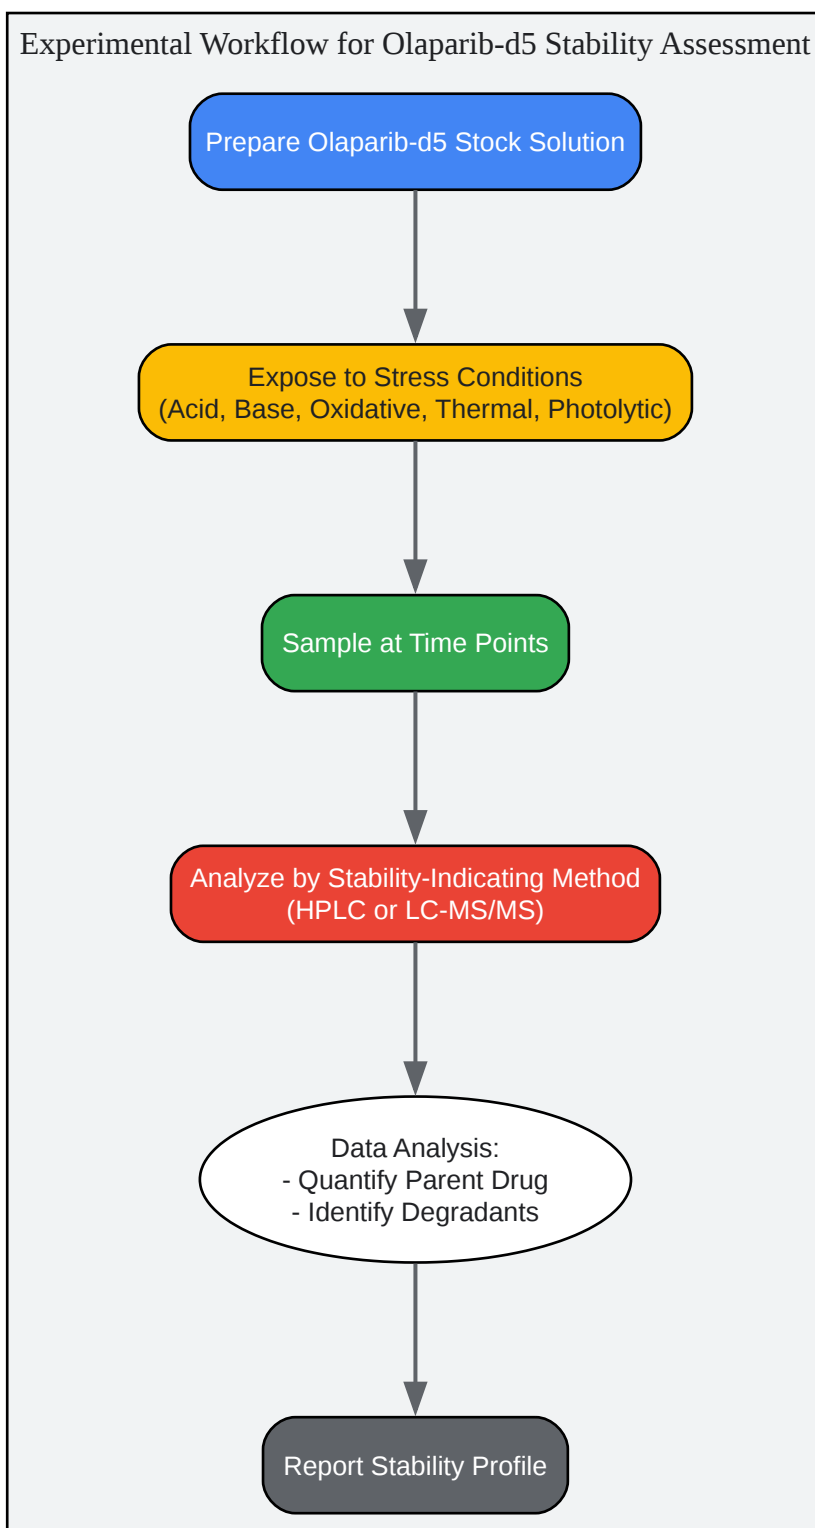 Experimental Workflow for Olaparib-d5 Stability Assessment
Prepare Olaparib-d5 Stock Solution
Expose to Stress Conditions
(Acid, Base, Oxidative, Thermal, Photolytic)
Sample at Time Points
Analyze by Stability-Indicating Method
(HPLC or LC-MS/MS)
Data Analysis:
- Quantify Parent Drug
- Identify Degradants
Report Stability Profile